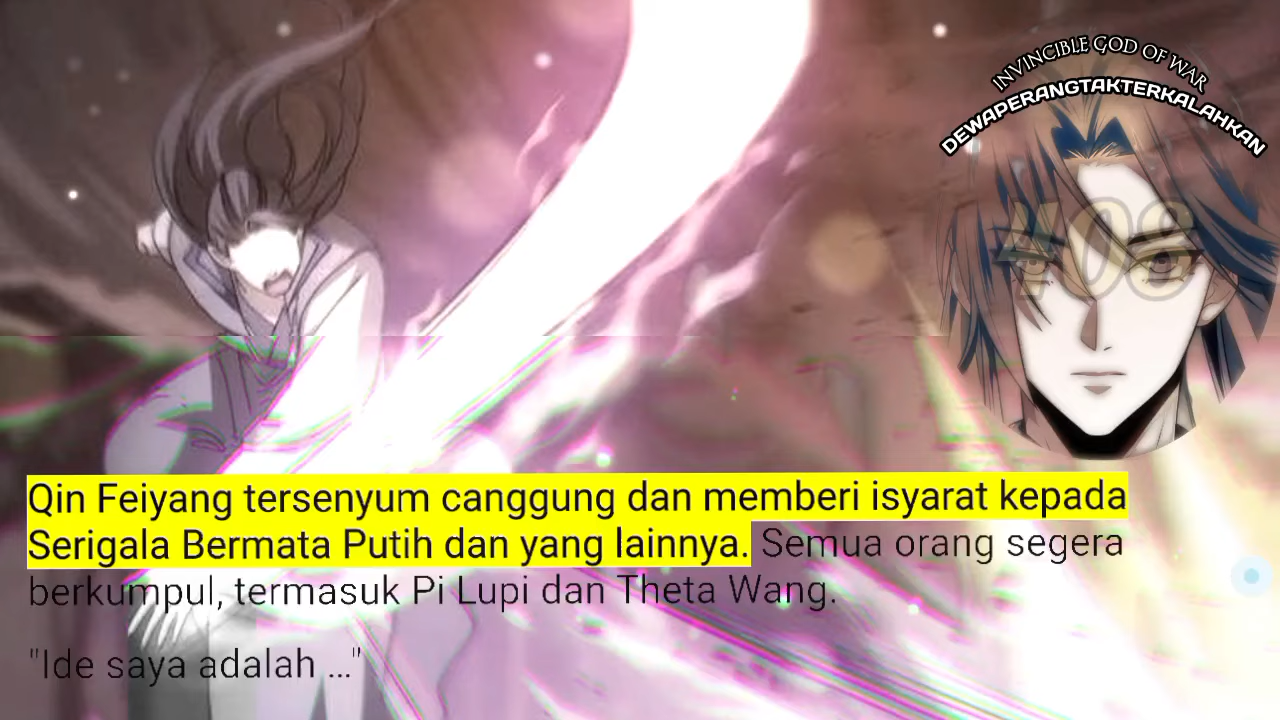 INVINCIBLE GOD OF WAR
DEWAPERANGTAKTERKALAHKAN
408
Qin Feiyang tersenyum canggung dan memberi isyarat kepada
Serigala Bermata Putih dan yang lainnya. Semua orang segera
berkumpul, termasuk Pi Lupi dan Theta Wang.
"Ide saya adalah ..."